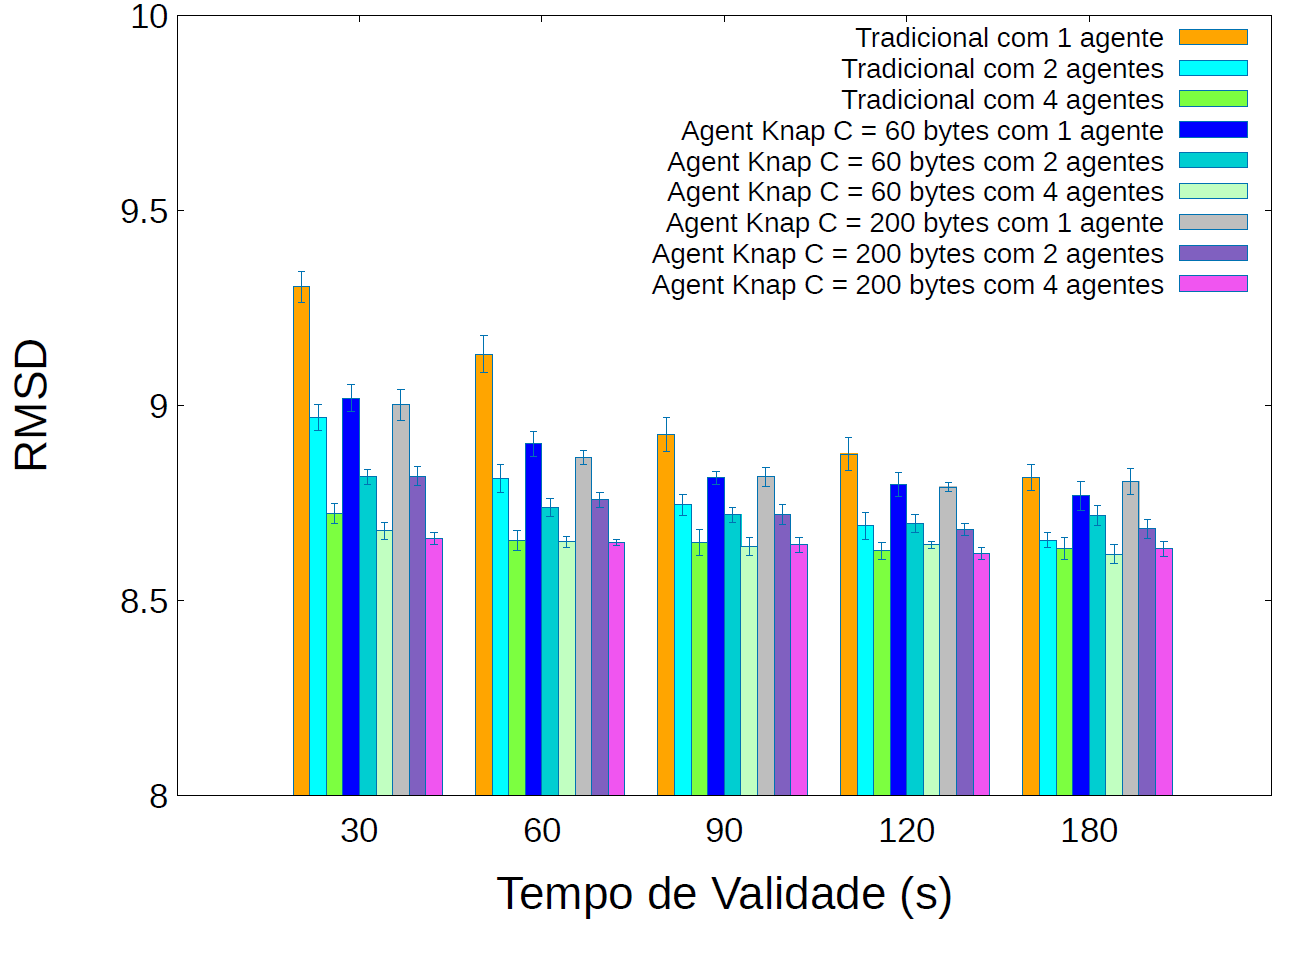 10
9.5
9
8.5
8
RMSD
Tradicional com 1 agente
Tradicional com 2 agentes
Tradicional com 4 agentes
Agent Knap C = 60 bytes com 1 agente
Agent Knap C = 60 bytes com 2 agentes
Agent Knap C = 60 bytes com 4 agentes
Agent Knap C = 200 bytes com 1 agente
Agent Knap C = 200 bytes com 2 agentes
Agent Knap C = 200 bytes com 4 agentes
30 60 90 120 180
Tempo de Validade (s)